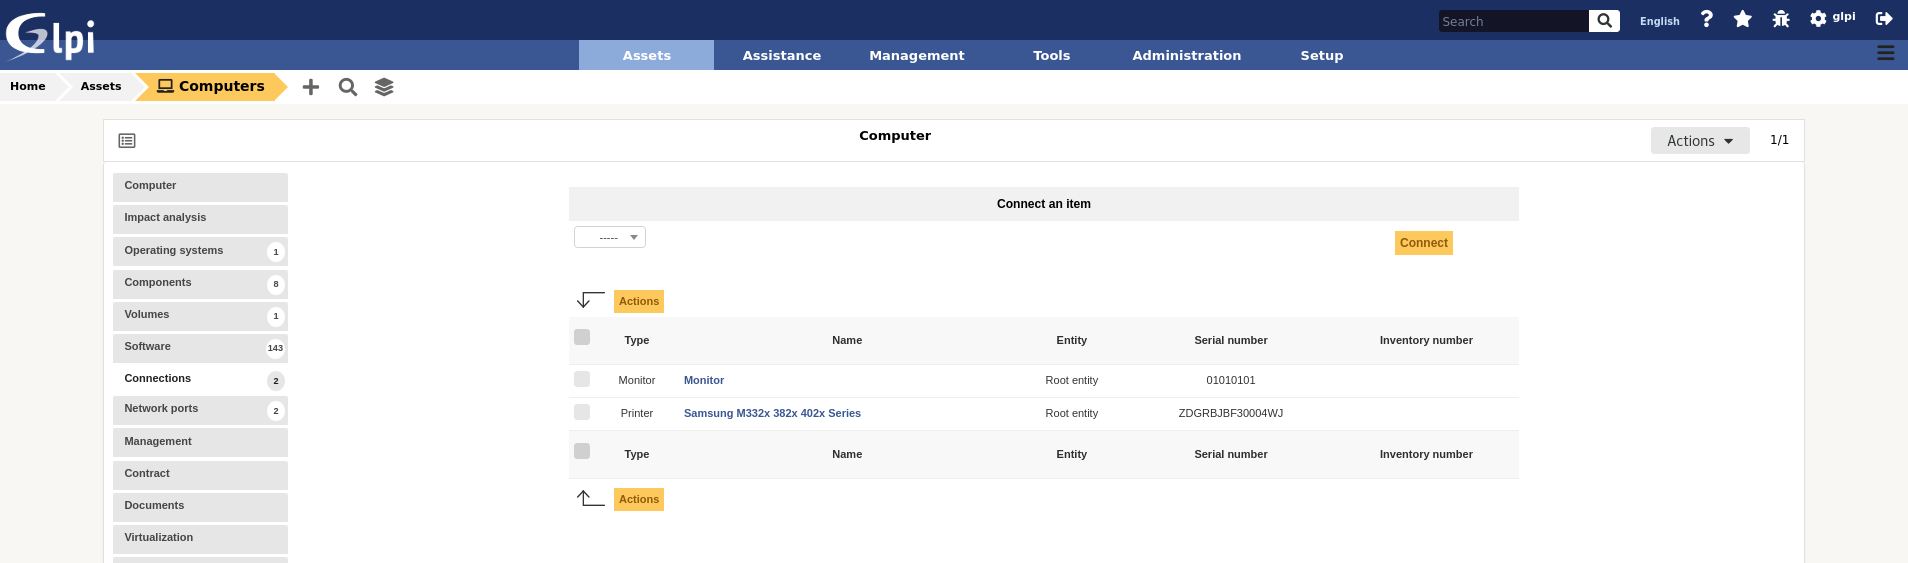 Glpi
Search
English
glpi
Assets Assistance Management Tools Administration Setup
Home Assets Computers
Computer
Actions
1/1
Computer
Impact analysis
Operating systems 1
Components 8
Volumes 1
Software 143
Connections 2
Network ports 2
Management
Contract
Documents
Virtualization
Connect an item
-----
Connect
Actions
Type Name Entity Serial number Inventory number
Monitor Monitor Root entity 01010101
Printer Samsung M332x 382x 402x Series Root entity ZDGRBJBF30004WJ
Type Name Entity Serial number Inventory number
Actions